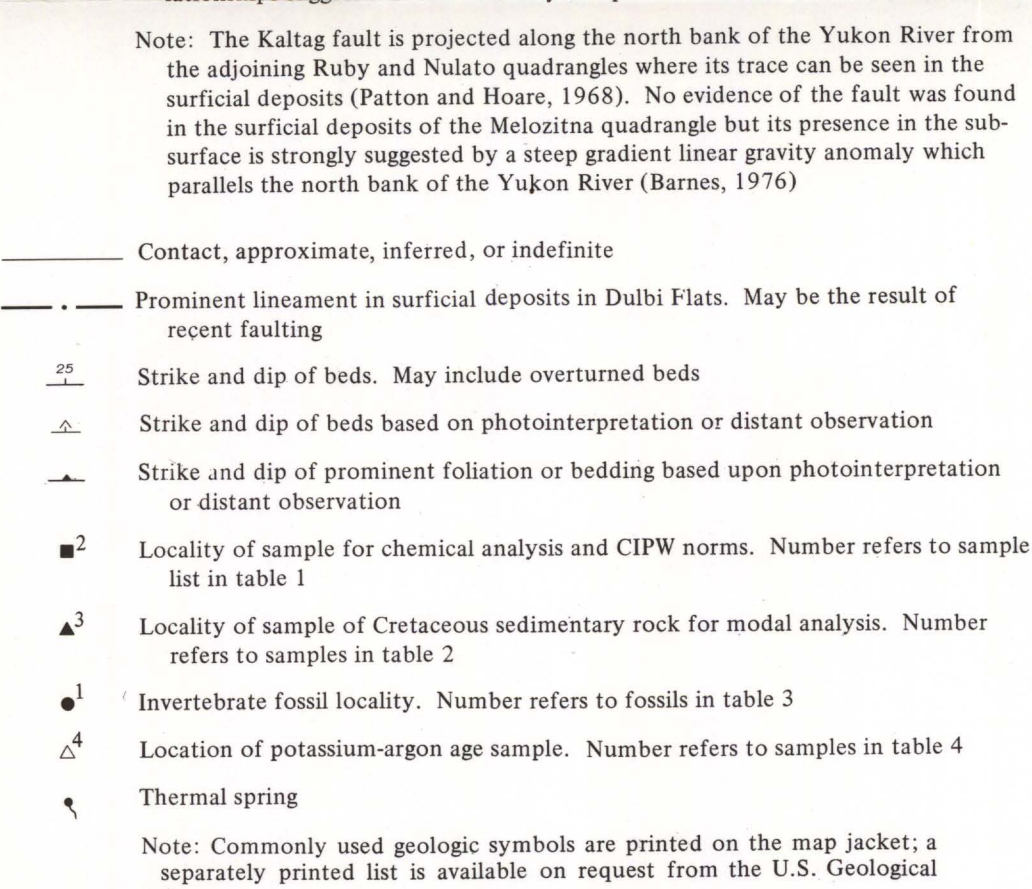 Note: The Kaltag fault is projected along the north bank of the Yukon River from
the adjoining Ruby and Nulato quadrangles where its trace can be seen in the
surficial deposits (Patton and Hoare, 1968). No evidence of the fault was found
in the surficial deposits of the Melozitna quadrangle but its presence in the sub-
surface is strongly suggested by a steep gradient linear gravity anomaly which
parallels the north bank of the Yukon River (Barnes, 1976)
Contact, approximate, inferred, or indefinite
Prominent lineament in surficial deposits in Dulbi Flats. May be the result of
recent faulting
25 Strike and dip of beds. May include overturned beds
Strike and dip of beds based on photointerpretation or distant observation
Strike and dip of prominent foliation or bedding based upon photointerpretation
or distant observation
2 Locality of sample for chemical analysis and CIPW norms. Number refers to sample
list in table 1
3 Locality of sample of Cretaceous sedimentary rock for modal analysis. Number
refers to samples in table 2
1 Invertebrate fossil locality. Number refers to fossils in table 3
4 Location of potassium-argon age sample. Number refers to samples in table 4
Thermal spring
Note: Commonly used geologic symbols are printed on the map jacket; a
separately printed list is available on request from the U.S. Geological